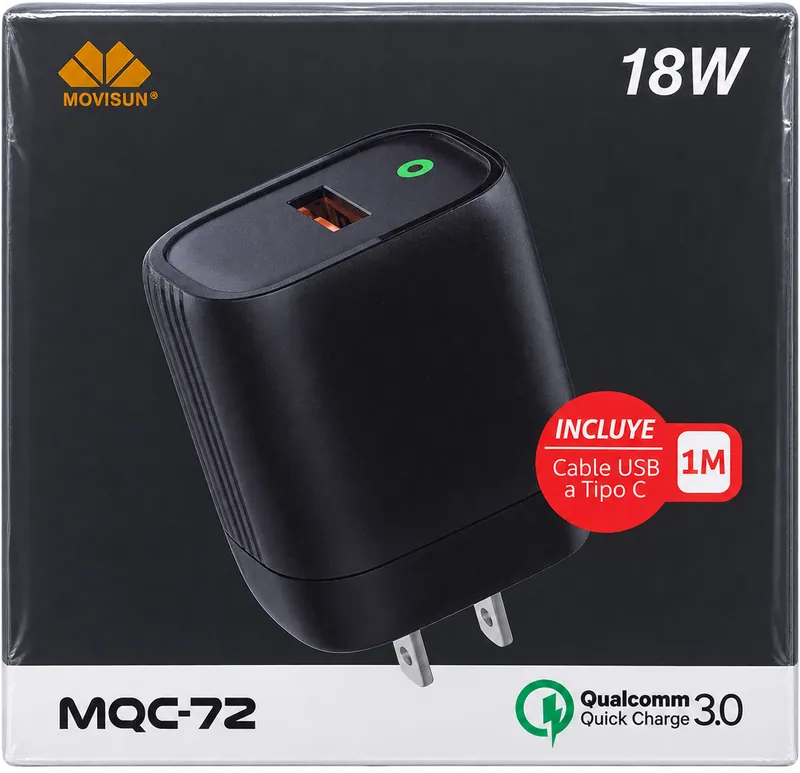 MOVISUN®
18W
INCLUYE
Cable USB
a Tipo C
1M
MQC-72
Qualcomm
Quick Charge 3.0